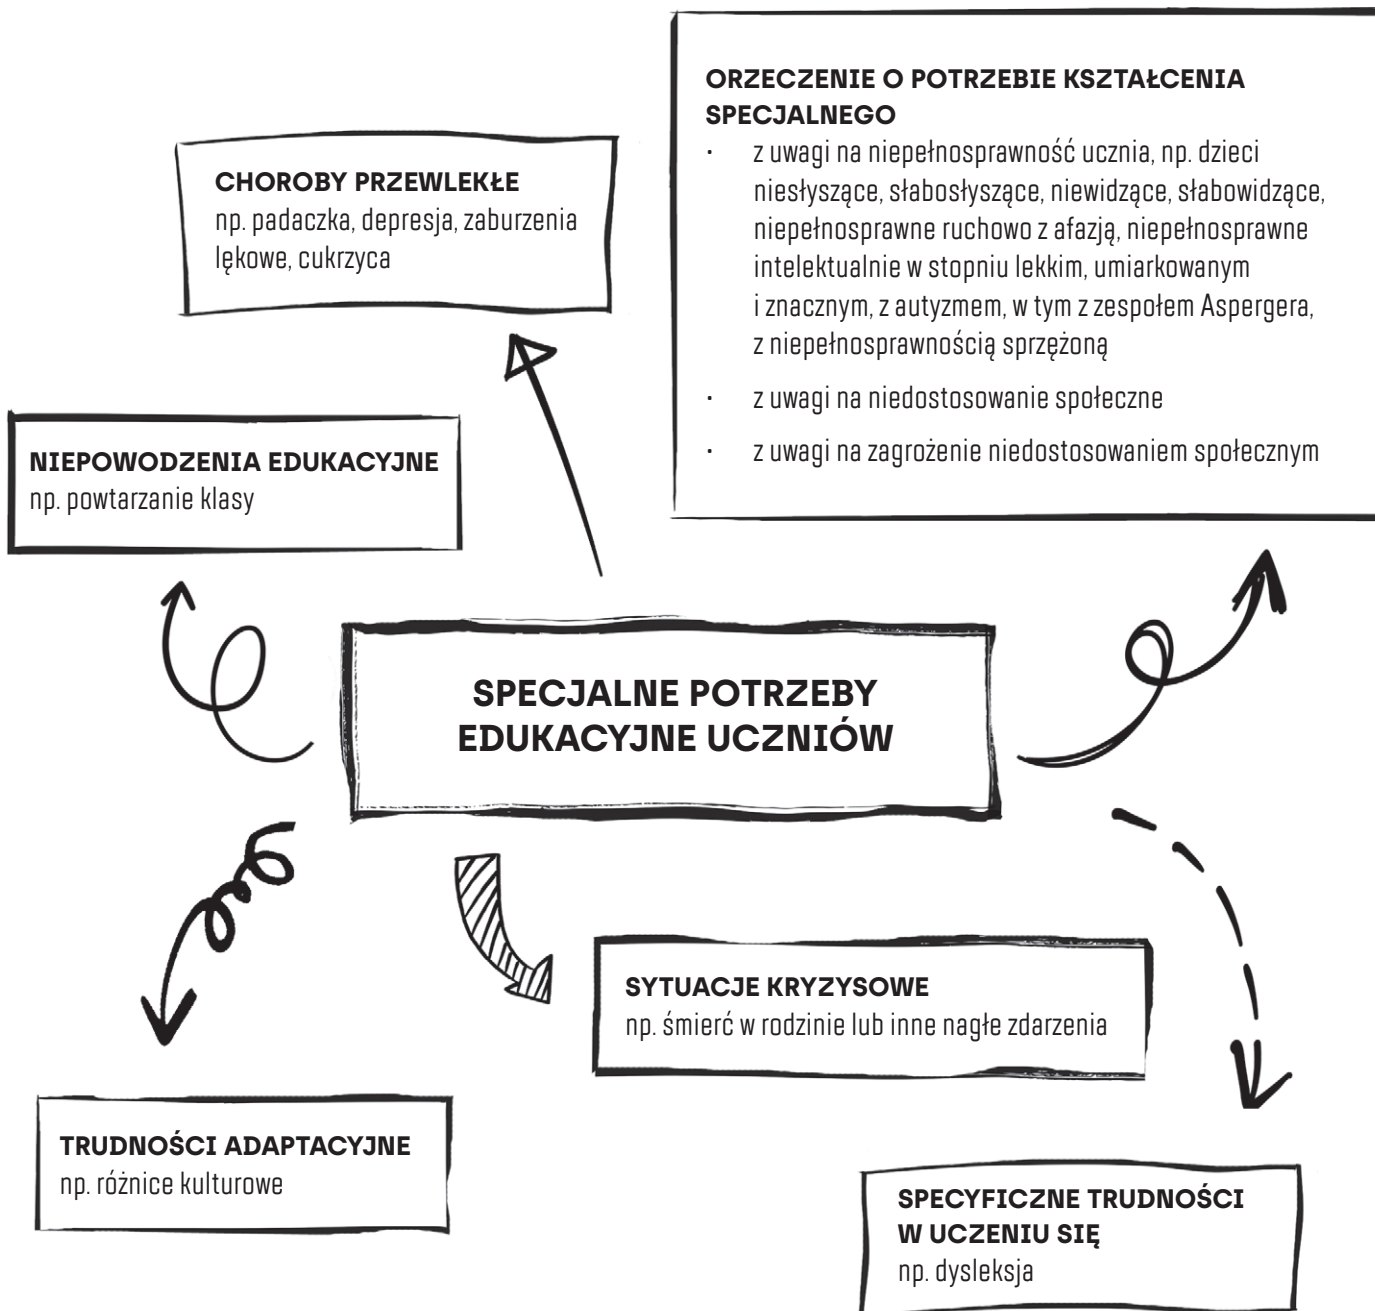 ORZECZENIE O POTRZEBIE KSZTAŁCENIA
SPECJALNEGO
· z uwagi na niepełnosprawność ucznia, np. dzieci
niesłyszące, słabosłyszące, niewidzące, słabowidzące,
niepełnosprawne ruchowo z afazją, niepełnosprawne
intelektualnie w stopniu lekkim, umiarkowanym
i znacznym, z autyzmem, w tym z zespołem Aspergera,
z niepełnosprawnością sprzężoną
· z uwagi na niedostosowanie społeczne
· z uwagi na zagrożenie niedostosowaniem społecznym
CHOROBY PRZEWLEKŁE
np. padaczka, depresja, zaburzenia
lękowe, cukrzyca
NIEPOWODZENIA EDUKACYJNE
np. powtarzanie klasy
SPECJALNE POTRZEBY
EDUKACYJNE UCZNIÓW
SYTUACJE KRYZYSOWE
np. śmierć w rodzinie lub inne nagłe zdarzenia
TRUDNOŚCI ADAPTACYJNE
np. różnice kulturowe
SPECYFICZNE TRUDNOŚCI
W UCZENIU SIĘ
np. dysleksja